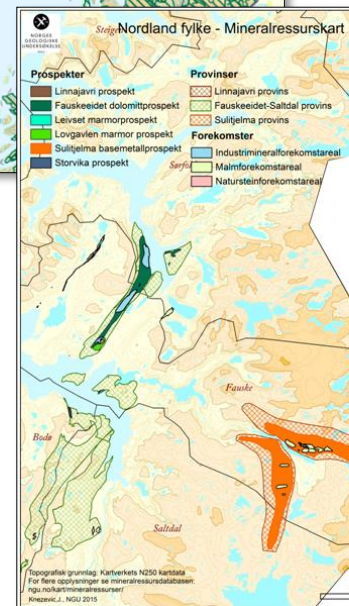 Nordland fylke - Mineralressurskart
NORGES
GEOLOGISKE
UNDERSØKELSE
Steigen
Prospekter
Linnajavri prospekt
Fauskeeidet dolomittprospekt
Leivset marmorprospekt
Lovgavlen marmor prospekt
Sulitjelma basemetallprospekt
Storvika prospekt
Provinser
Linnajavri provins
Fauskeeidet-Saltdal provins
Sulitjelma provins
Forekomster
Industrimineralforekomstareal
Malmforekomstareal
Natursteinforekomstareal
Fauske
Bodø
Saltdal
Topografisk grunnlag: Kartverkets N250 kartdata
For flere opplysninger se mineralressursdatabasen:
ngu.no/kart/mineralressurser/
Knezevic,J., NGU 2015